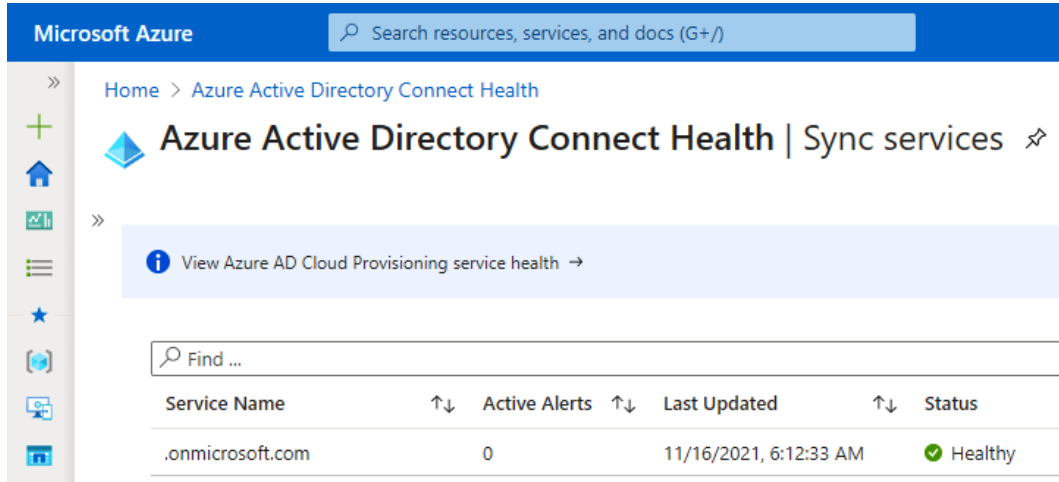 Microsoft Azure
Search resources, services, and docs (G+/)
Home > Azure Active Directory Connect Health
Azure Active Directory Connect Health | Sync services
View Azure AD Cloud Provisioning service health →
Find ...
Service Name ↑↓ Active Alerts ↑↓ Last Updated ↑↓ Status
.onmicrosoft.com 0 11/16/2021, 6:12:33 AM Healthy